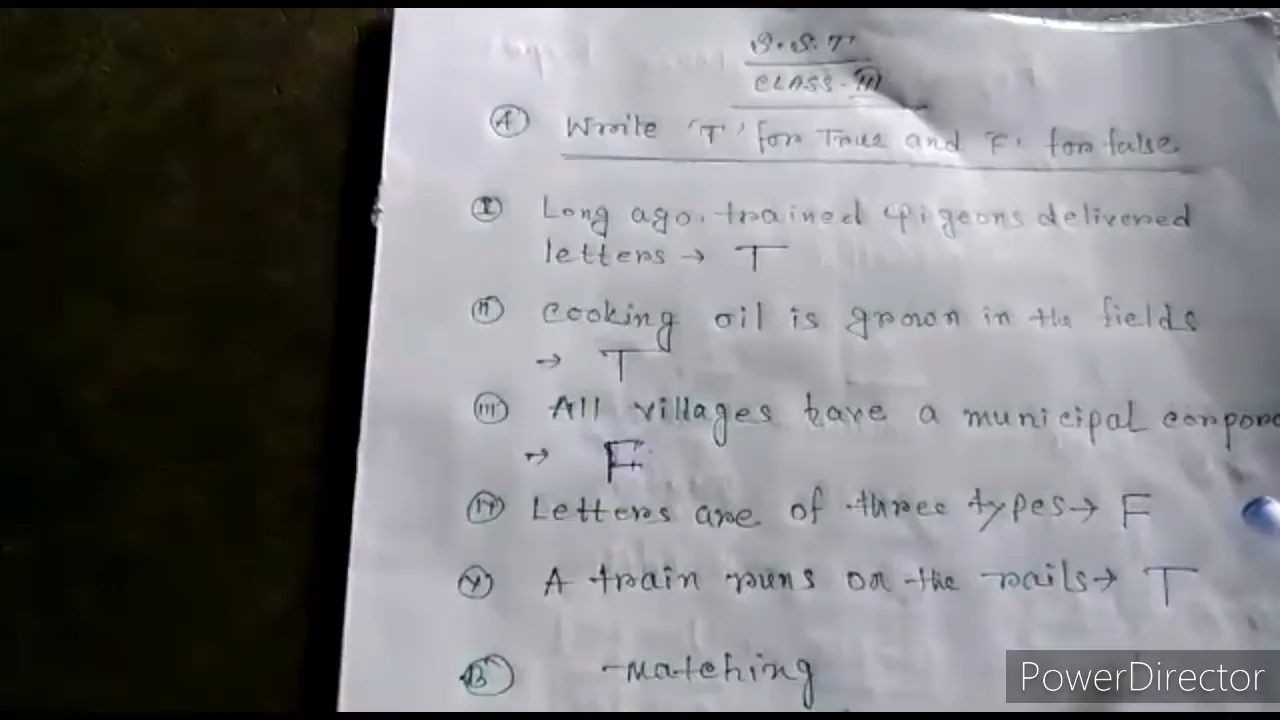 S.S.T
CLASS-III
(A) Write 'T' for True and 'F' for false
(I) Long ago, trained pigeons delivered
letters → T
(II) Cooking oil is grown in the fields
→ T
(III) All villages have a municipal corpora
→ F
(IV) Letters are of three types → F
(V) A train runs on the rails → T
(B) Matching
PowerDirector